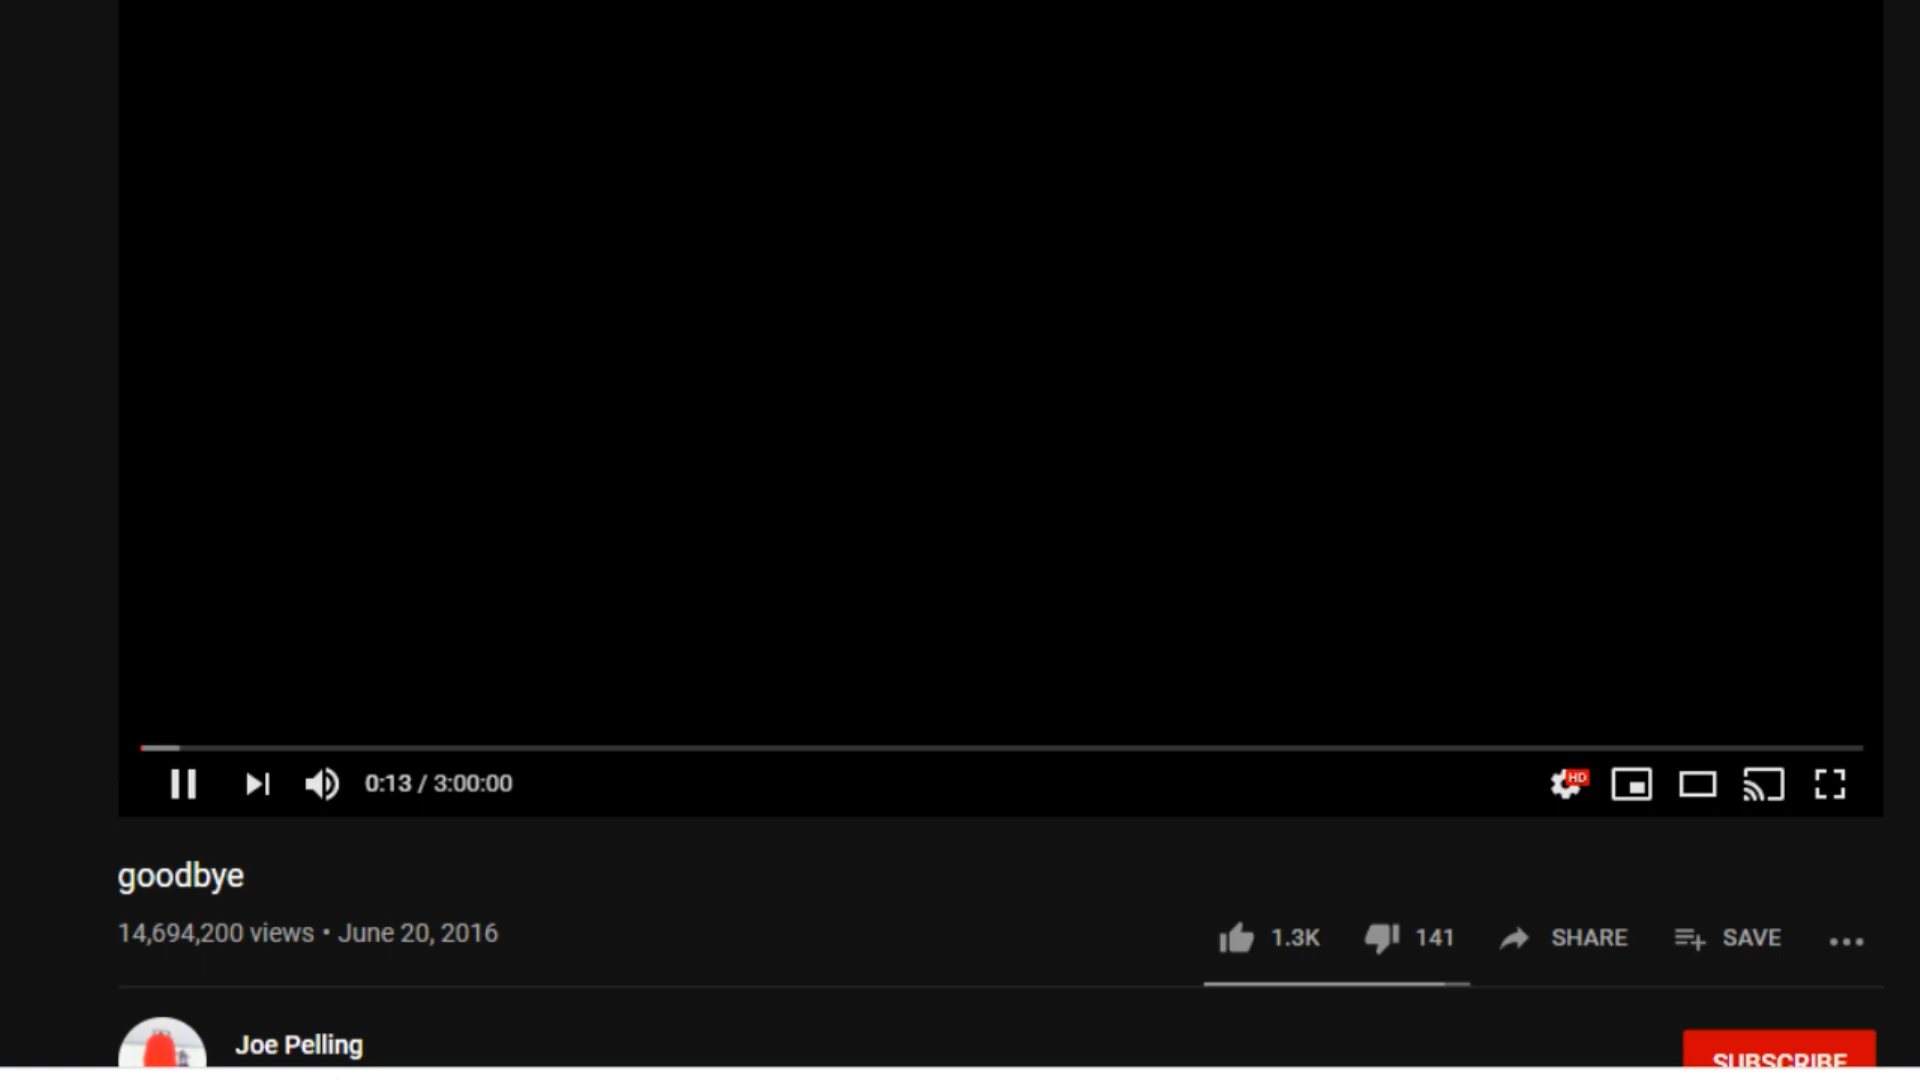 0:13 / 3:00:00
HD
goodbye
14,694,200 views • June 20, 2016
1.3K
141
SHARE
SAVE
Joe Pelling
SUBSCRIBE